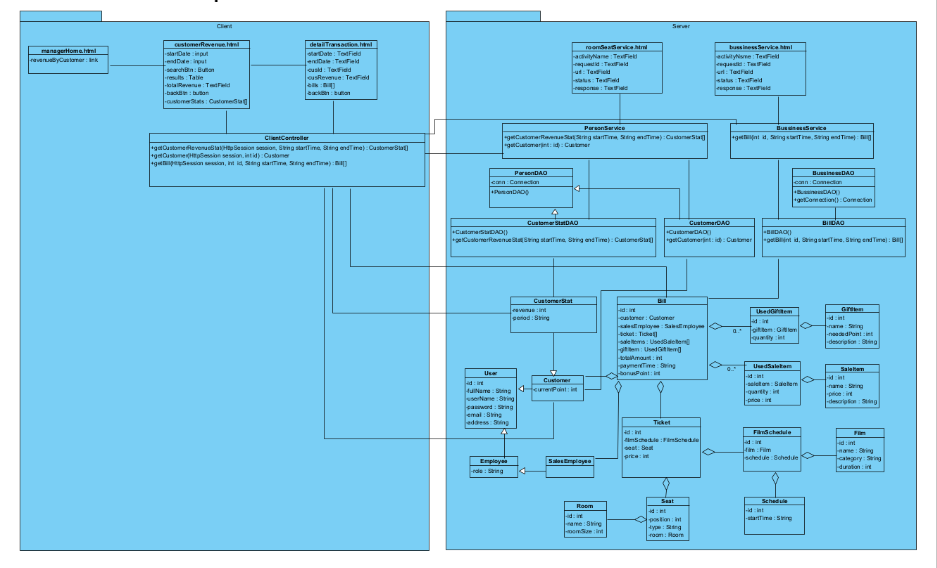 Client
managerHome.html
-revenueByCustomer : link
customerRevenue.html
-startDate : input
-endDate : input
-searchBtn : Button
-results : Table
-totalRevenue : TextField
-backBtn : button
-customerStats : CustomerStat[]
detailTransaction.html
-startDate : TextField
-endDate : TextField
-cusId : TextField
-cusRevenue : TextField
-bills : Bill[]
-backBtn : button
ClientController
+getCustomerRevenueStat(HttpSession session, String startTime, String endTime) : CustomerStat[]
+getCustomer(HttpSession session, int id) : Customer
+getBill(HttpSession session, int id, String startTime, String endTime) : Bill[]
Server
roomSeatService.html
-activityName : TextField
-requestId : TextField
-url : TextField
-status : TextField
-response : TextField
bussinessService.html
-activityName : TextField
-requestId : TextField
-url : TextField
-status : TextField
-response : TextField
PersonService
+getCustomerRevenueStat(String startTime, String endTime) : CustomerStat[]
+getCustomer(int : id) : Customer
BussinessService
+getBill(int id, String startTime, String endTime) : Bill[]
PersonDAO
-conn : Connection
+PersonDAO()
BussinessDAO
-conn : Connection
+BussinessDAO()
+getConnection() : Connection
CustomerStatDAO
+CustomerStatDAO()
+getCustomerRevenueStat(String startTime, String endTime) : CustomerStat[]
CustomerDAO
+CustomerDAO()
+getCustomer(int : id) : Customer
BillDAO
+BillDAO()
+getBill(int id, String startTime, String endTime) : Bill[]
CustomerStat
-revenue : int
-period : String
Bill
-id : int
-customer : Customer
-salesEmployee : SalesEmployee
-ticket : Ticket[]
-saleItems : UsedSaleItem[]
-giftItem : UsedGiftItem[]
-totalAmount : int
-paymentTime : String
-bonusPoint : int
0..*
UsedGiftItem
-id : int
-giftItem : GiftItem
-quantity : int
GiftItem
-id : int
-name : String
-neededPoint : int
-description : String
0..*
UsedSaleItem
-id : int
-saleItem : SaleItem
-quantity : int
-price : int
SaleItem
-id : int
-name : String
-price : int
-description : String
User
-id : int
-fullName : String
-userName : String
-password : String
-email : String
-address : String
Customer
-currentPoint : int
Employee
-role : String
SalesEmployee
Ticket
-id : int
-filmSchedule : FilmSchedule
-seat : Seat
-price : int
FilmSchedule
-id : int
-film : Film
-schedule : Schedule
Film
-id : int
-name : String
-category : String
-duration : int
Room
-id : int
-name : String
-roomSize : int
Seat
-id : int
-position : int
-type : String
-room : Room
Schedule
-id : int
-startTime : String